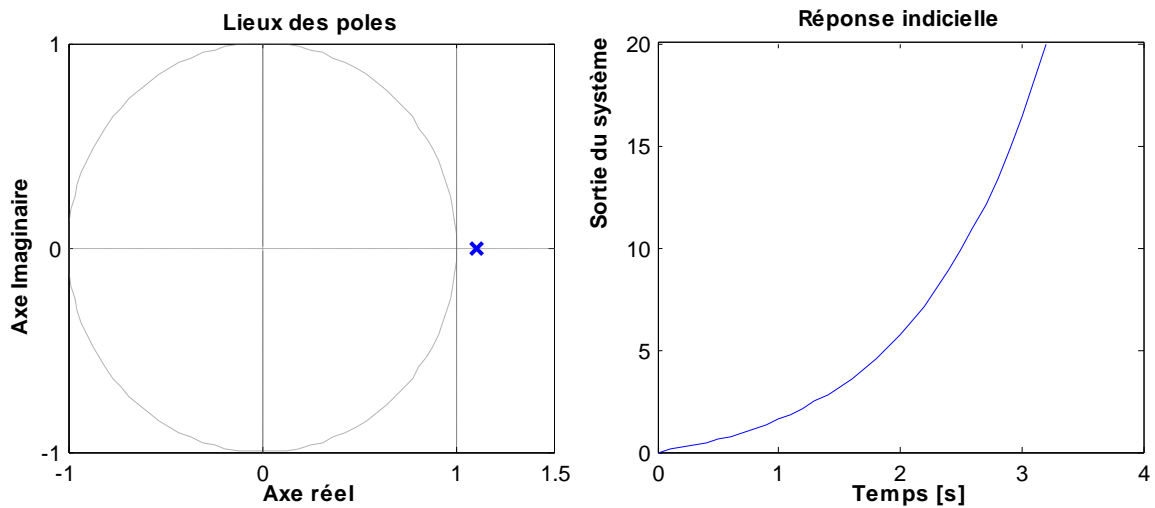 Lieux des poles
1
0
-1
Axe Imaginaire
-1
0
1
1.5
Axe réel
Réponse indicielle
20
15
10
5
0
Sortie du système
0
1
2
3
4
Temps [s]